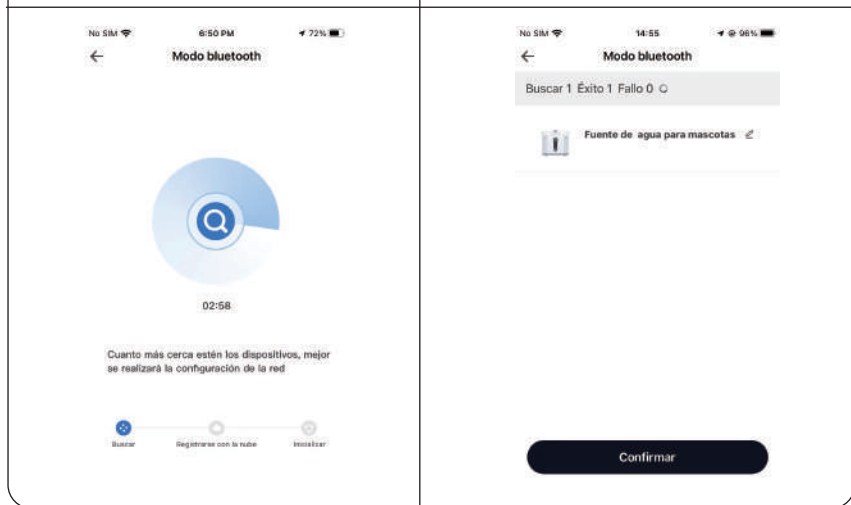 No SIM 6:50 PM 72%
Modo bluetooth
02:58
Cuanto más cerca estén los dispositivos, mejor
se realizará la configuración de la red
Buscar Registrarse con la nube Inicializar
No SIM 14:55 96%
Modo bluetooth
Buscar 1 Éxito 1 Fallo 0
Fuente de agua para mascotas
Confirmar